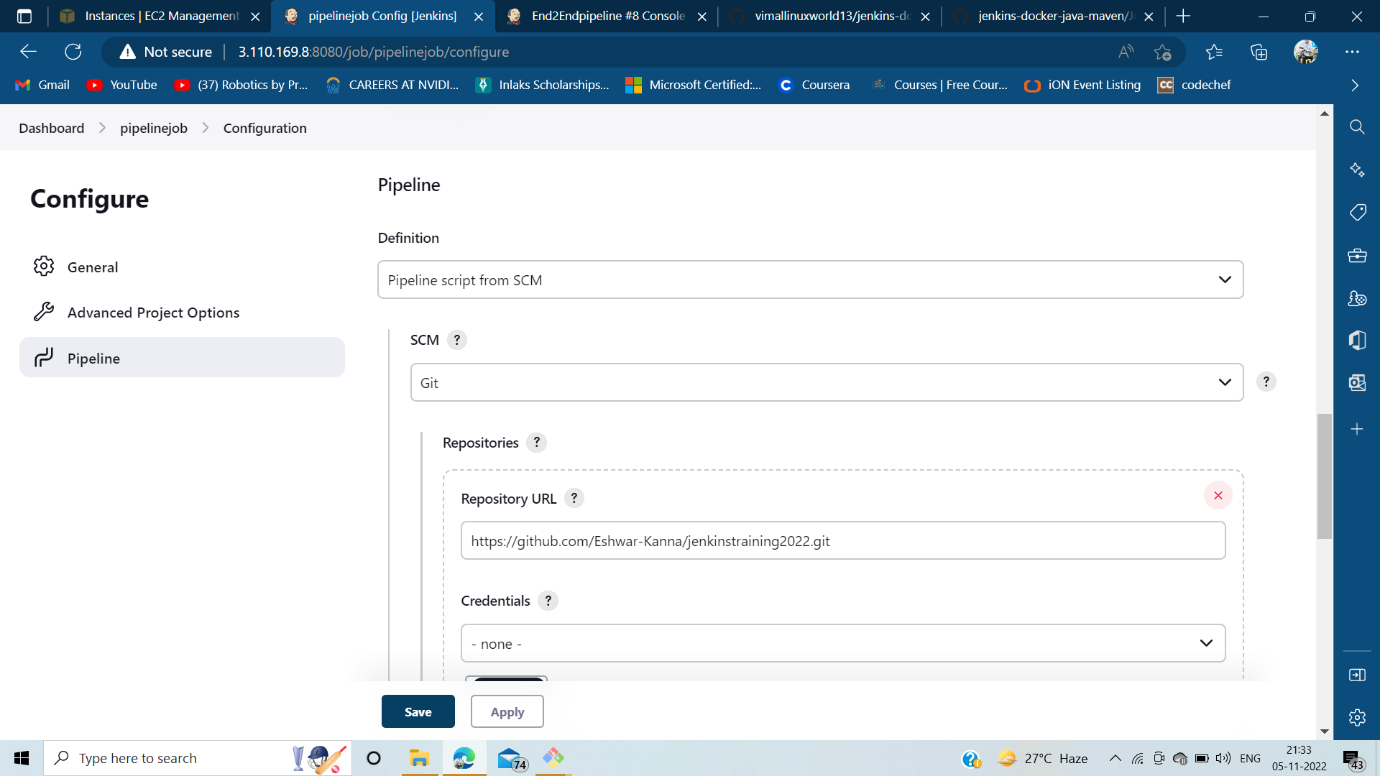 Instances | EC2 Management
pipelinejob Config [Jenkins]
End2Endpipeline #8 Console
vimallinuxworld13/jenkins-do
jenkins-docker-java-maven/J
Not secure
3.110.169.8:8080/job/pipelinejob/configure
Gmail
YouTube
(37) Robotics by Pr...
CAREERS AT NVIDI...
Inlaks Scholarships...
Microsoft Certified:...
Coursera
Courses | Free Cour...
iON Event Listing
codechef
Dashboard
pipelinejob
Configuration
Configure
General
Advanced Project Options
Pipeline
Pipeline
Definition
Pipeline script from SCM
SCM ?
Git
?
Repositories ?
Repository URL ?
https://github.com/Eshwar-Kanna/jenkinstraining2022.git
Credentials ?
- none -
Save
Apply
Type here to search
74
27°C Haze
ENG
21:33
05-11-2022
43